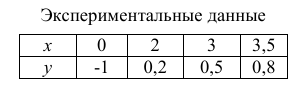 Экспериментальные данные
x 0 2 3 3,5
y -1 0,2 0,5 0,8